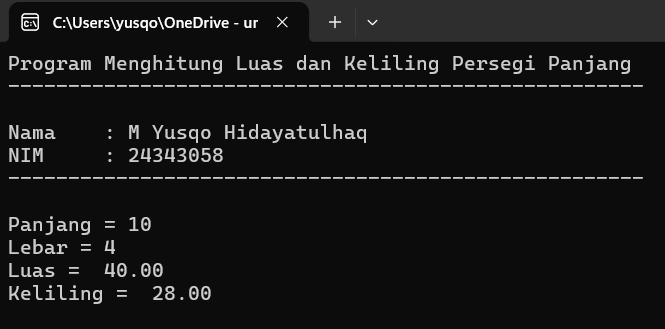 C:\Users\yusqo\OneDrive - ur
Program Menghitung Luas dan Keliling Persegi Panjang
-----------------------------------------------------
Nama    : M Yusqo Hidayatulhaq
NIM     : 24343058
-----------------------------------------------------
Panjang = 10
Lebar = 4
Luas =  40.00
Keliling =  28.00